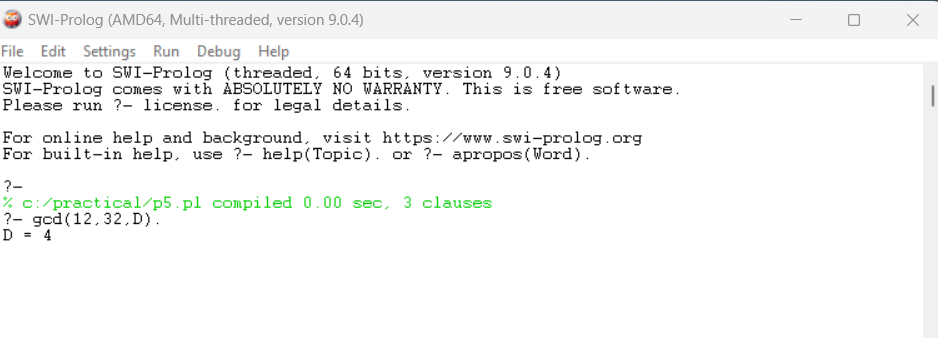 SWI-Prolog (AMD64, Multi-threaded, version 9.0.4)
File Edit Settings Run Debug Help
Welcome to SWI-Prolog (threaded, 64 bits, version 9.0.4)
SWI-Prolog comes with ABSOLUTELY NO WARRANTY. This is free software.
Please run ?- license. for legal details.
For online help and background, visit https://www.swi-prolog.org
For built-in help, use ?- help(Topic). or ?- apropos(Word).
?-
% c:/practical/p5.pl compiled 0.00 sec, 3 clauses
?- gcd(12,32,D).
D = 4